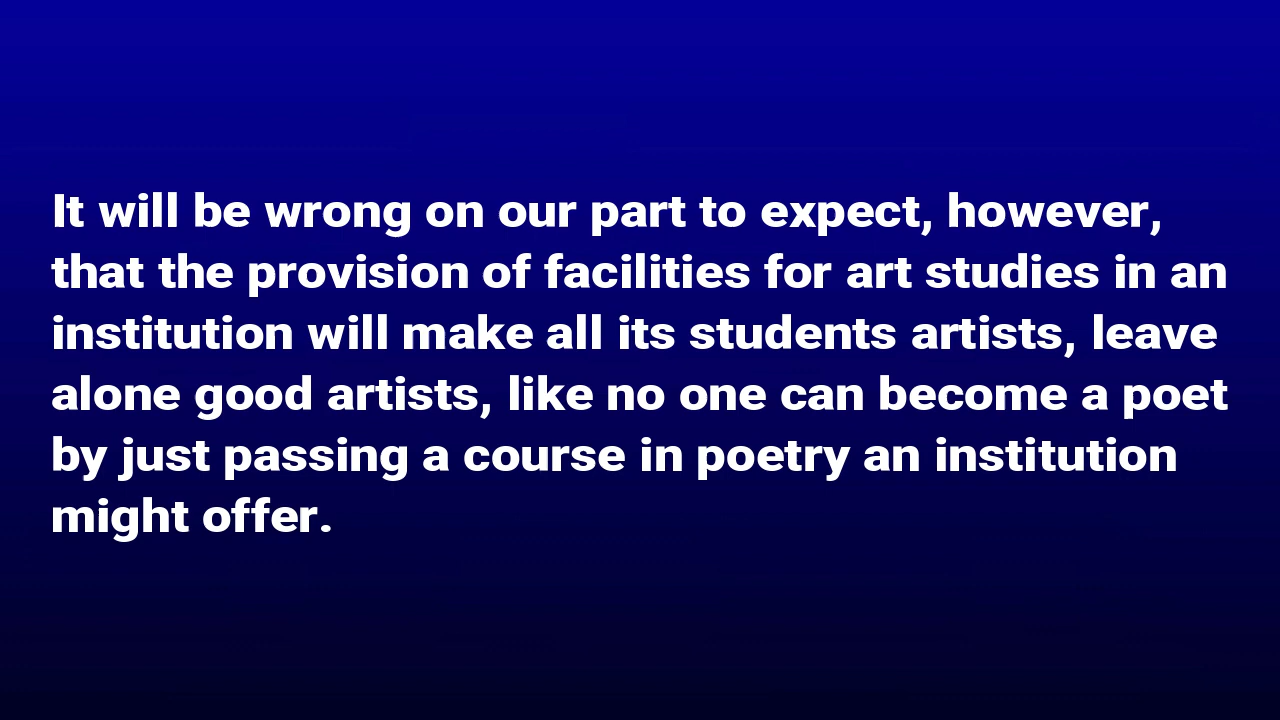 It will be wrong on our part to expect, however,
that the provision of facilities for art studies in an
institution will make all its students artists, leave
alone good artists, like no one can become a poet
by just passing a course in poetry an institution
might offer.